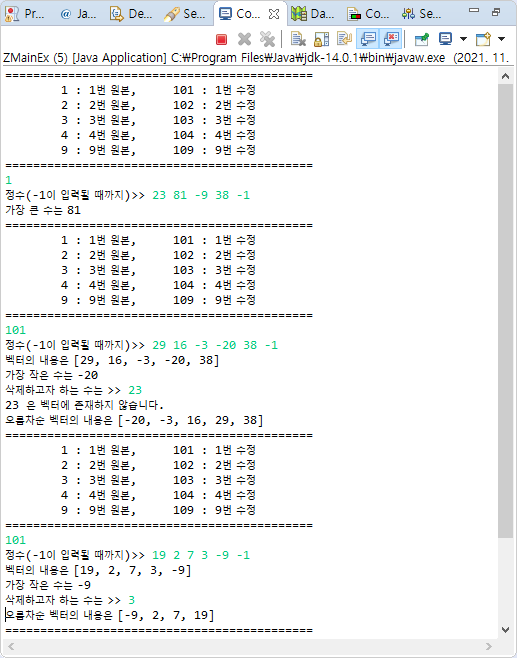 Pr... Ja... De... Se... Co... Da... Co... Se...
ZMainEx (5) [Java Application] C:₩Program Files₩Java₩jdk-14.0.1₩bin₩javaw.exe (2021. 11.
============================================
1 : 1번 원본, 101 : 1번 수정
2 : 2번 원본, 102 : 2번 수정
3 : 3번 원본, 103 : 3번 수정
4 : 4번 원본, 104 : 4번 수정
9 : 9번 원본, 109 : 9번 수정
============================================
1
정수(-1이 입력될 때까지)>> 23 81 -9 38 -1
가장 큰 수는 81
============================================
1 : 1번 원본, 101 : 1번 수정
2 : 2번 원본, 102 : 2번 수정
3 : 3번 원본, 103 : 3번 수정
4 : 4번 원본, 104 : 4번 수정
9 : 9번 원본, 109 : 9번 수정
============================================
101
정수(-1이 입력될 때까지)>> 29 16 -3 -20 38 -1
벡터의 내용은 [29, 16, -3, -20, 38]
가장 작은 수는 -20
삭제하고자 하는 수는 >> 23
23 은 벡터에 존재하지 않습니다.
오름차순 벡터의 내용은 [-20, -3, 16, 29, 38]
============================================
1 : 1번 원본, 101 : 1번 수정
2 : 2번 원본, 102 : 2번 수정
3 : 3번 원본, 103 : 3번 수정
4 : 4번 원본, 104 : 4번 수정
9 : 9번 원본, 109 : 9번 수정
============================================
101
정수(-1이 입력될 때까지)>> 19 2 7 3 -9 -1
벡터의 내용은 [19, 2, 7, 3, -9]
가장 작은 수는 -9
삭제하고자 하는 수는 >> 3
오름차순 벡터의 내용은 [-9, 2, 7, 19]
============================================